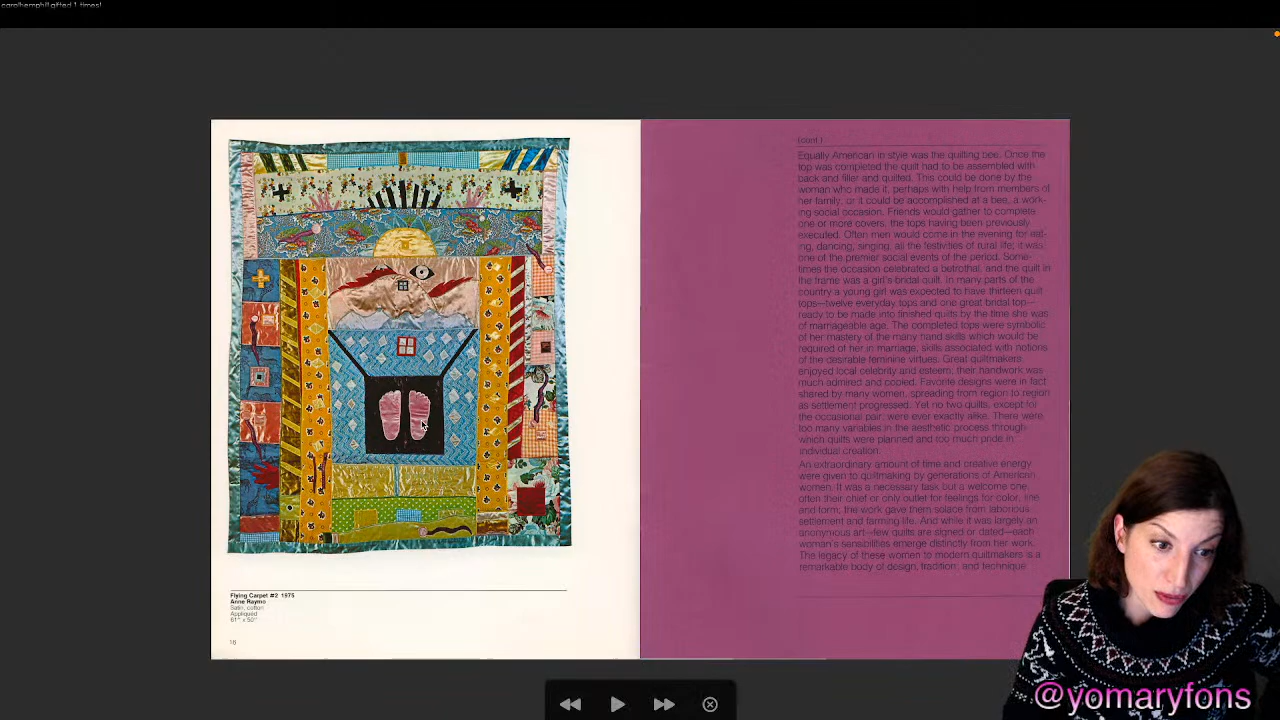 carolhemphill gifted 1 times!
(cont.)
Equally American in style was the quilting bee. Once the
top was completed the quilt had to be assembled with
back and filler and quilted. This could be done by the
woman who made it, perhaps with help from members of
her family, or it could be accomplished at a bee, a work-
ing social occasion. Friends would gather to complete
one or more covers, the tops having been previously
executed. Often men would come in the evening for eat-
ing, dancing, singing, all the festivities of rural life; it was
one of the premier social events of the period. Some-
times the occasion celebrated a betrothal, and the quilt in
the frame was a girl's bridal quilt. In many parts of the
country a young girl was expected to have thirteen quilt
tops—twelve everyday tops and one great bridal top—
ready to be made into finished quilts by the time she was
of marriageable age. The completed tops were symbolic
of her mastery of the many hand skills which would be
required of her in marriage, skills associated with notions
of the desirable feminine virtues. Great quiltmakers
enjoyed local celebrity and esteem; their handwork was
much admired and copied. Favorite designs were in fact
shared by many women, spreading from region to region
as settlement progressed. Yet no two quilts, except for
the occasional pair, were ever exactly alike. There were
too many variables in the aesthetic process through
which quilts were planned and too much pride in
individual creation.
An extraordinary amount of time and creative energy
were given to quiltmaking by generations of American
women. It was a necessary task but a welcome one,
often their chief or only outlet for feelings for color, line
and form; the work gave them solace from laborious
settlement and farming life. And while it was largely an
anonymous art—few quilts are signed or dated—each
woman's sensibilities emerge distinctly from her work.
The legacy of these women to modern quiltmakers is a
remarkable body of design, tradition, and technique.
Flying Carpet #2 1975
Anne Raymo
Satin, cotton
Appliquéd
61" x 50"
16
@yomaryfons